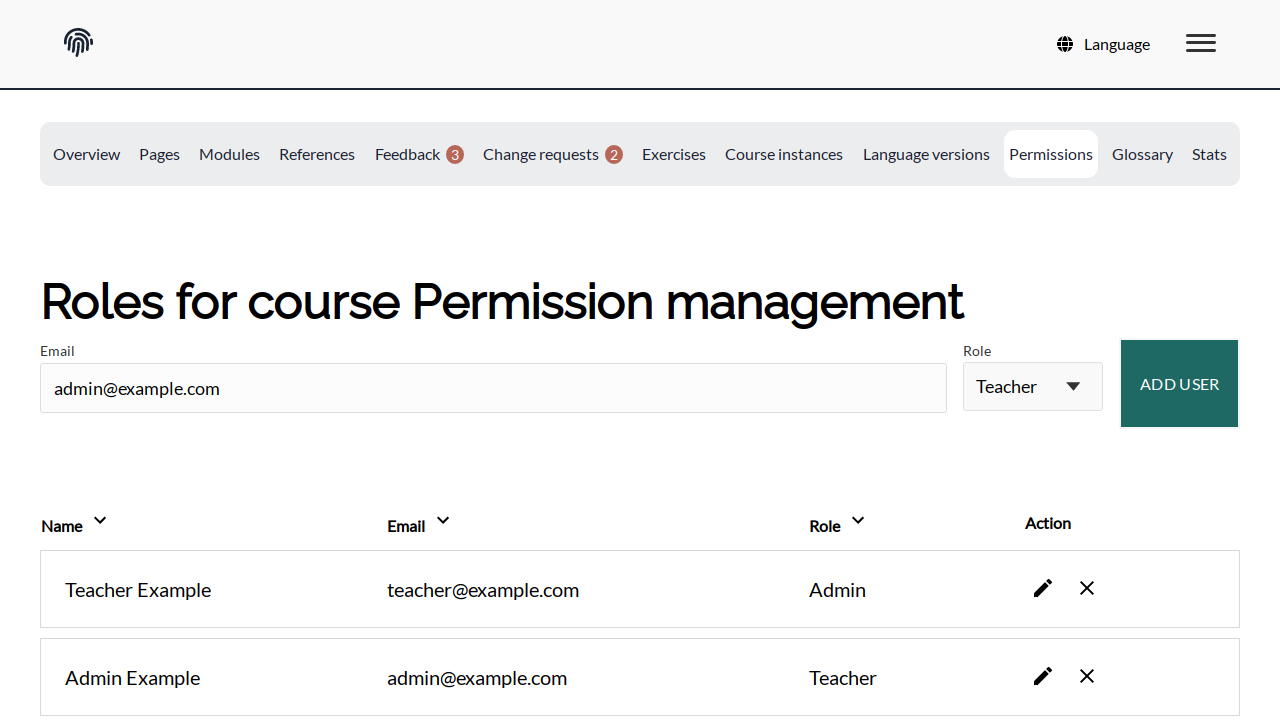 Language
Overview Pages Modules References Feedback 3 Change requests 2 Exercises Course instances Language versions Permissions Glossary Stats
Roles for course Permission management
Email Role
admin@example.com Teacher ADD USER
Name Email Role Action
Teacher Example teacher@example.com Admin
Admin Example admin@example.com Teacher